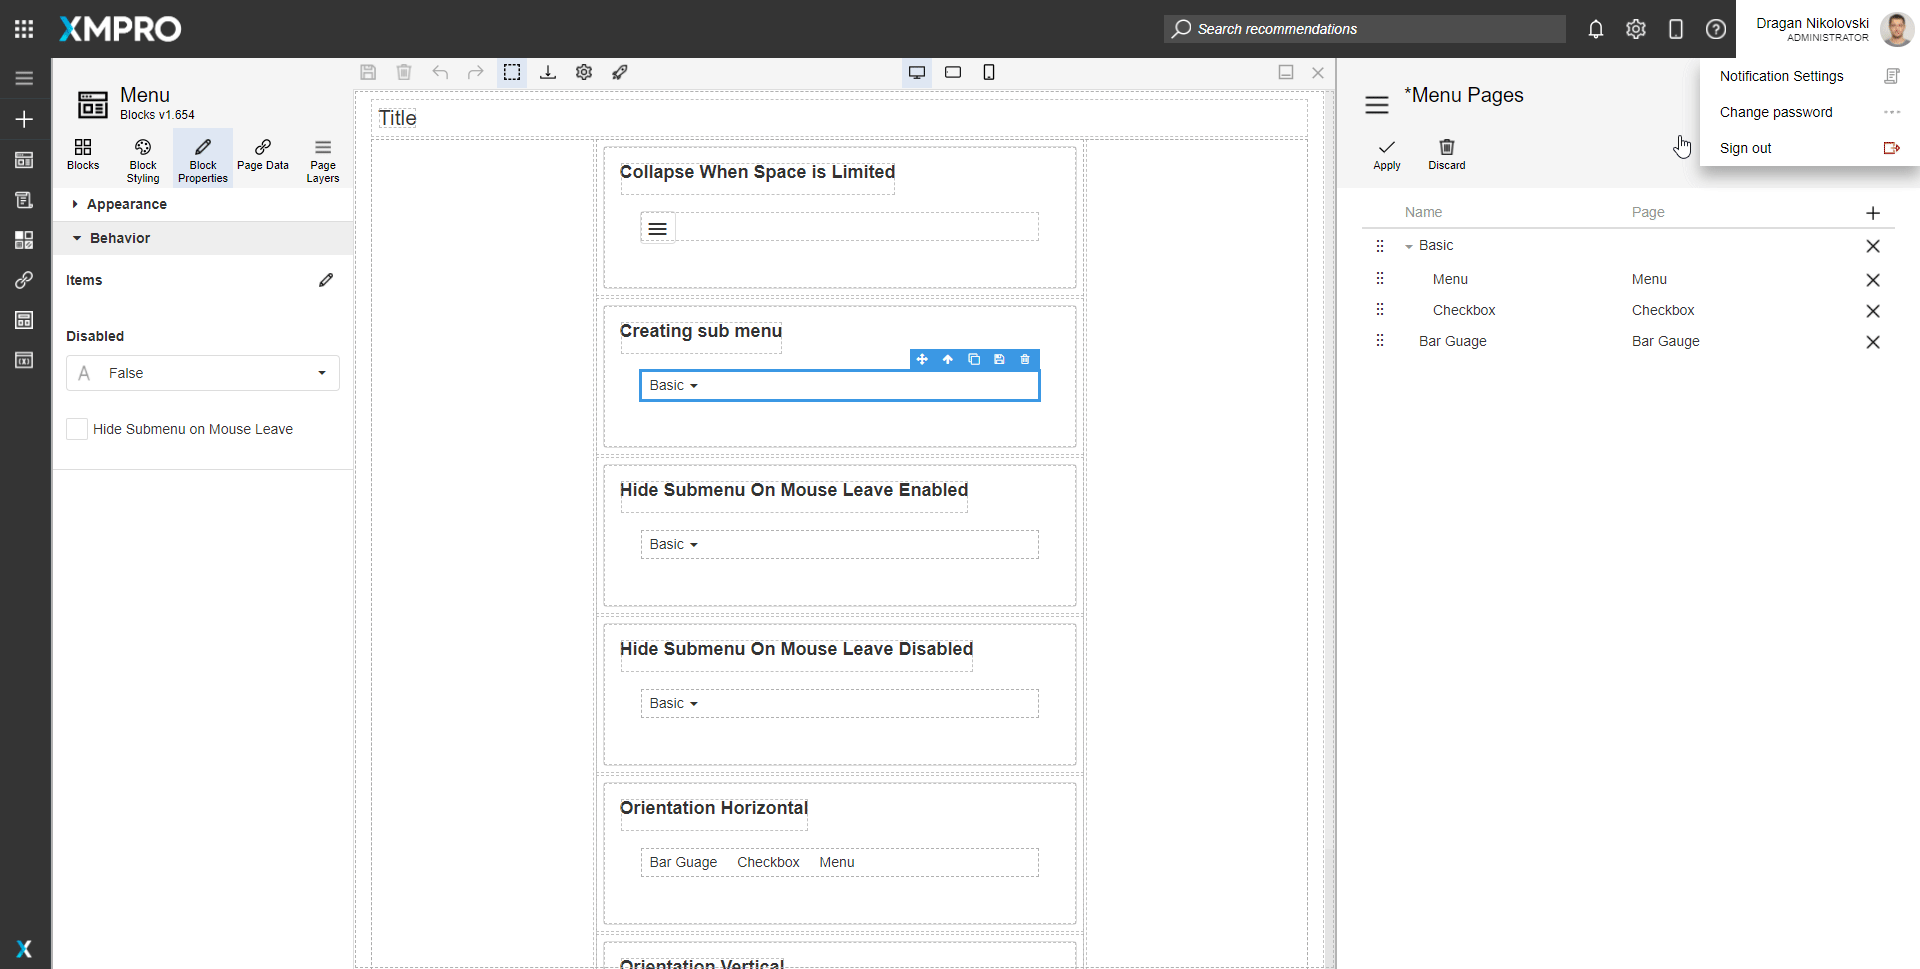 XMPRO
Search recommendations
Dragan Nikolovski
ADMINISTRATOR
Notification Settings
Change password
Sign out
Menu
Blocks v1.654
Blocks
Block Styling
Block Properties
Page Data
Page Layers
Appearance
Behavior
Items
Disabled
A False
Hide Submenu on Mouse Leave
Title
Collapse When Space is Limited
Creating sub menu
Basic
Hide Submenu On Mouse Leave Enabled
Basic
Hide Submenu On Mouse Leave Disabled
Basic
Orientation Horizontal
Bar Guage Checkbox Menu
Orientation Vertical
*Menu Pages
Apply
Discard
Name Page
Basic
Menu Menu
Checkbox Checkbox
Bar Guage Bar Gauge